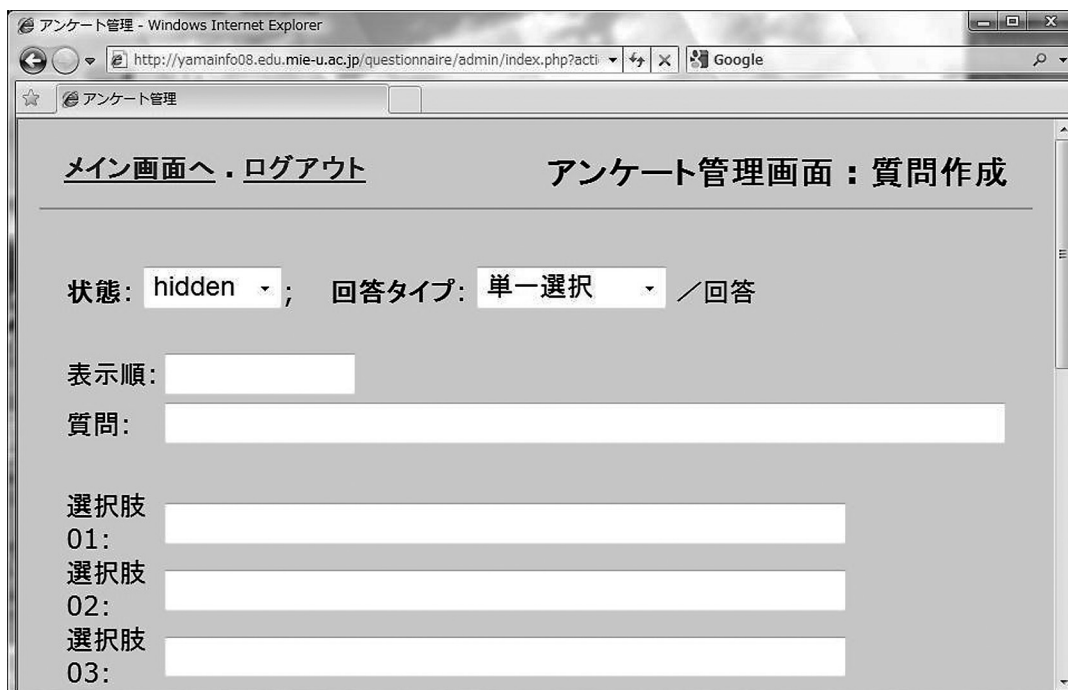 アンケート管理 - Windows Internet Explorer
http://yamainfo08.edu.mie-u.ac.jp/questionnaire/admin/index.php?acti
Google
アンケート管理
メイン画面へ . ログアウト
アンケート管理画面：質問作成
状態: hidden ; 回答タイプ: 単一選択 ／回答
表示順:
質問:
選択肢
01:
選択肢
02:
選択肢
03: